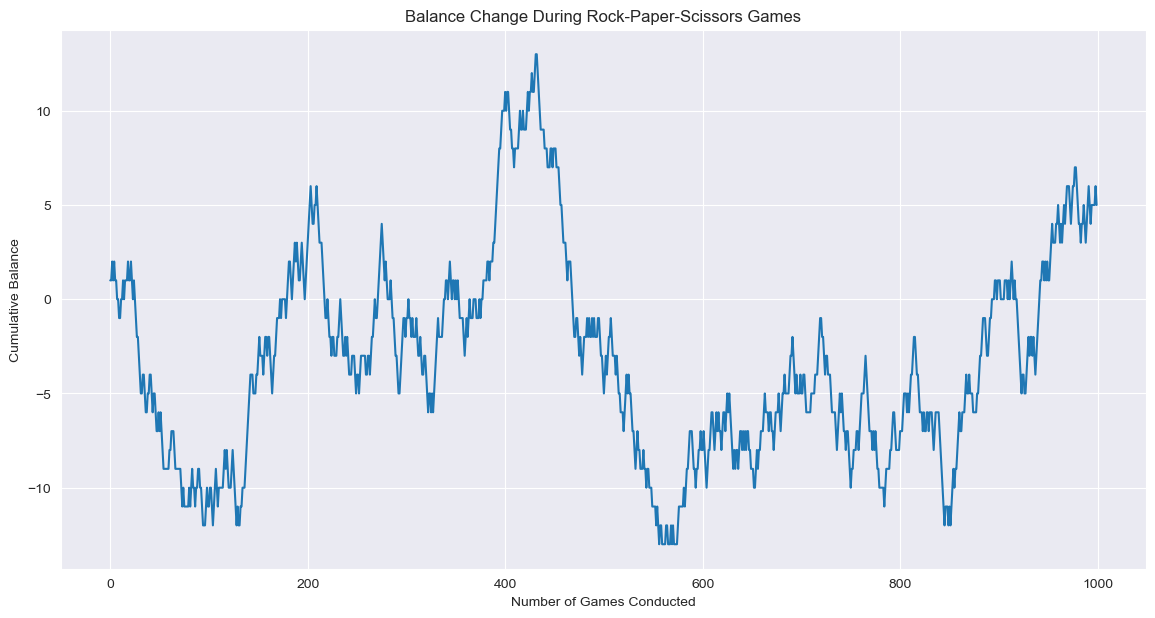 Balance Change During Rock-Paper-Scissors Games
Cumulative Balance
10
5
0
−5
−10
0 200 400 600 800 1000
Number of Games Conducted